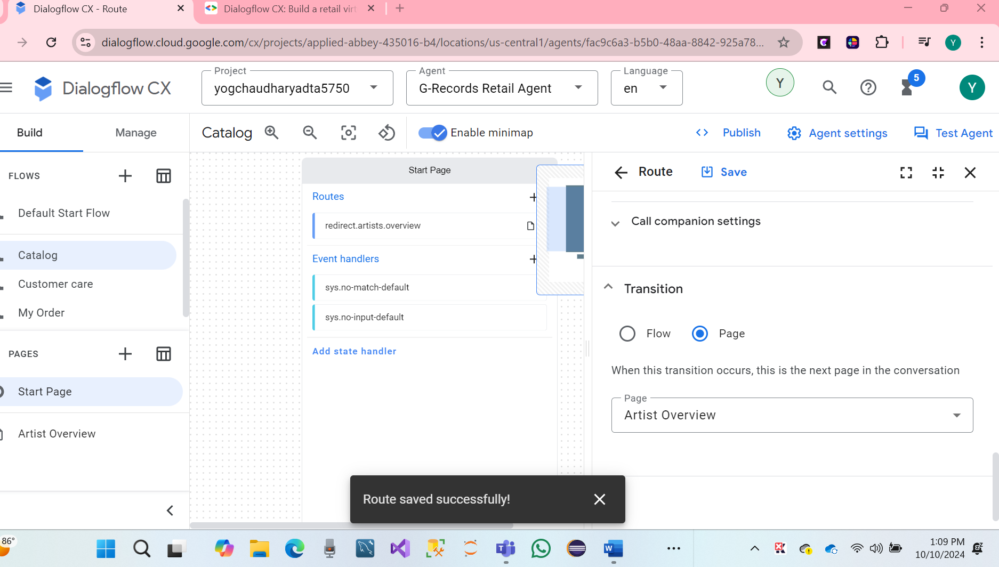 Dialogflow CX - Route
Dialogflow CX: Build a retail virt
dialogflow.cloud.google.com/cx/projects/applied-abbey-435016-b4/locations/us-central1/agents/fac9c6a3-b5b0-48aa-8842-925a78...
Y
Dialogflow CX
Project
yogchaudharyadta5750
Agent
G-Records Retail Agent
Language
en
Y
5
Y
Build
Manage
Catalog
Enable minimap
Publish
Agent settings
Test Agent
FLOWS
Default Start Flow
Catalog
Customer care
My Order
PAGES
Start Page
Artist Overview
Start Page
Routes
redirect.artists.overview
Event handlers
sys.no-match-default
sys.no-input-default
Add state handler
Route
Save
Call companion settings
Transition
Flow
Page
When this transition occurs, this is the next page in the conversation
Page
Artist Overview
Route saved successfully!
86°
1:09 PM
10/10/2024